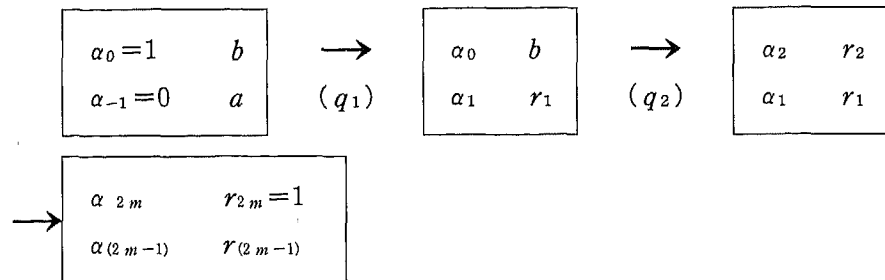 α₀=1 b ⟶ α₀ b ⟶ α₂ r₂
α₋₁=0 a (q₁) α₁ r₁ (q₂) α₁ r₁
⟶ α ₂ₘ r₂ₘ=1
α₍₂ₘ₋₁₎ r₍₂ₘ₋₁₎